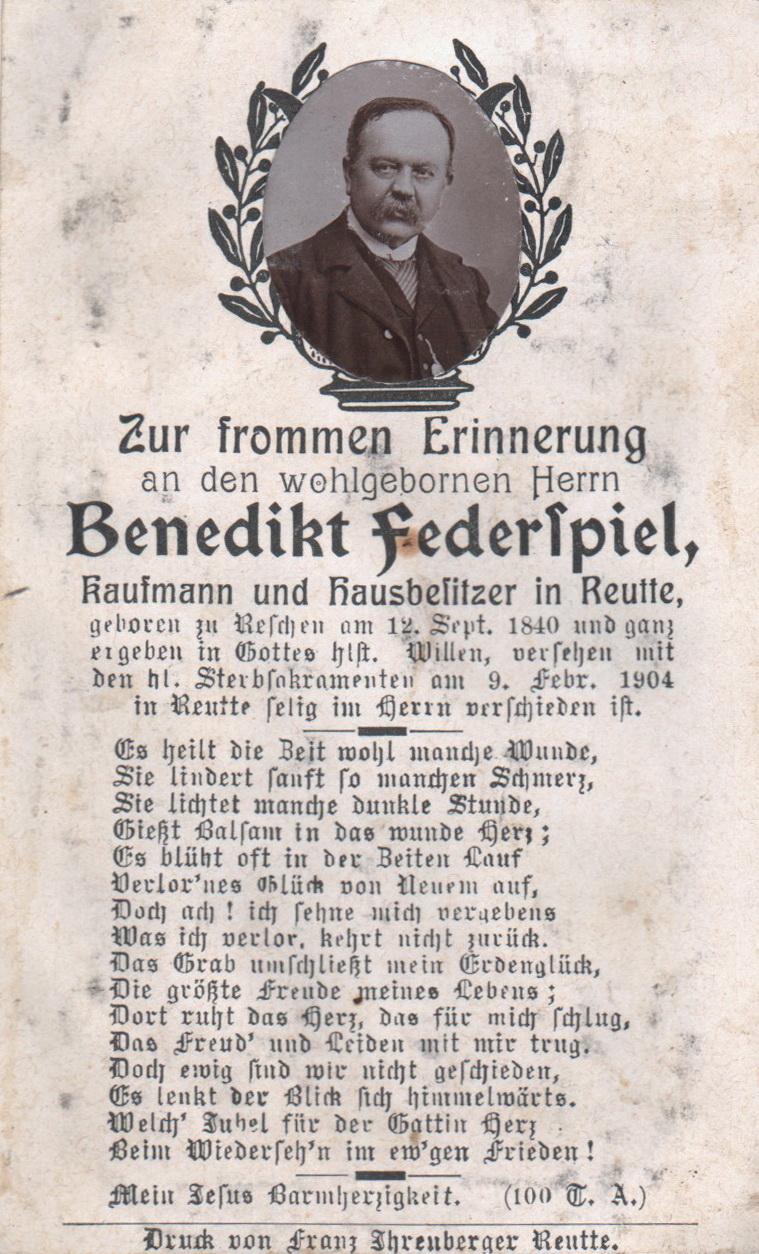 Zur frommen Erinnerung
an den wohlgebornen Herrn
Benedikt Federſpiel,
Kaufmann und Hausbeſitzer in Reutte,
geboren zu Reſchen am 12. Sept. 1840 und ganz
ergeben in Gottes hlſt. Willen, verſehen mit
den hl. Sterbſakramenten am 9. Febr. 1904
in Reutte ſelig im Herrn verſchieden iſt.
Es heilt die Zeit wohl manche Wunde,
Sie lindert ſanft ſo manchen Schmerz,
Sie lichtet manche dunkle Stunde,
Gießt Balſam in das wunde Herz;
Es blüht oft in der Zeiten Lauf
Verlor'nes Glück von Neuem auf,
Doch ach! ich ſehne mich vergebens
Was ich verlor, kehrt nicht zurück.
Das Grab umſchließt mein Erdenglück,
Die größte Freude meines Lebens;
Dort ruht das Herz, das für mich ſchlug,
Das Freud' und Leiden mit mir trug.
Doch ewig ſind wir nicht geſchieden,
Es lenkt der Blick ſich himmelwärts.
Welch' Jubel für der Gattin Herz
Beim Wiederſeh'n im ew'gen Frieden!
Mein Jeſus Barmherzigkeit. (100 T. A.)
Druck von Franz Ihrenberger Reutte.